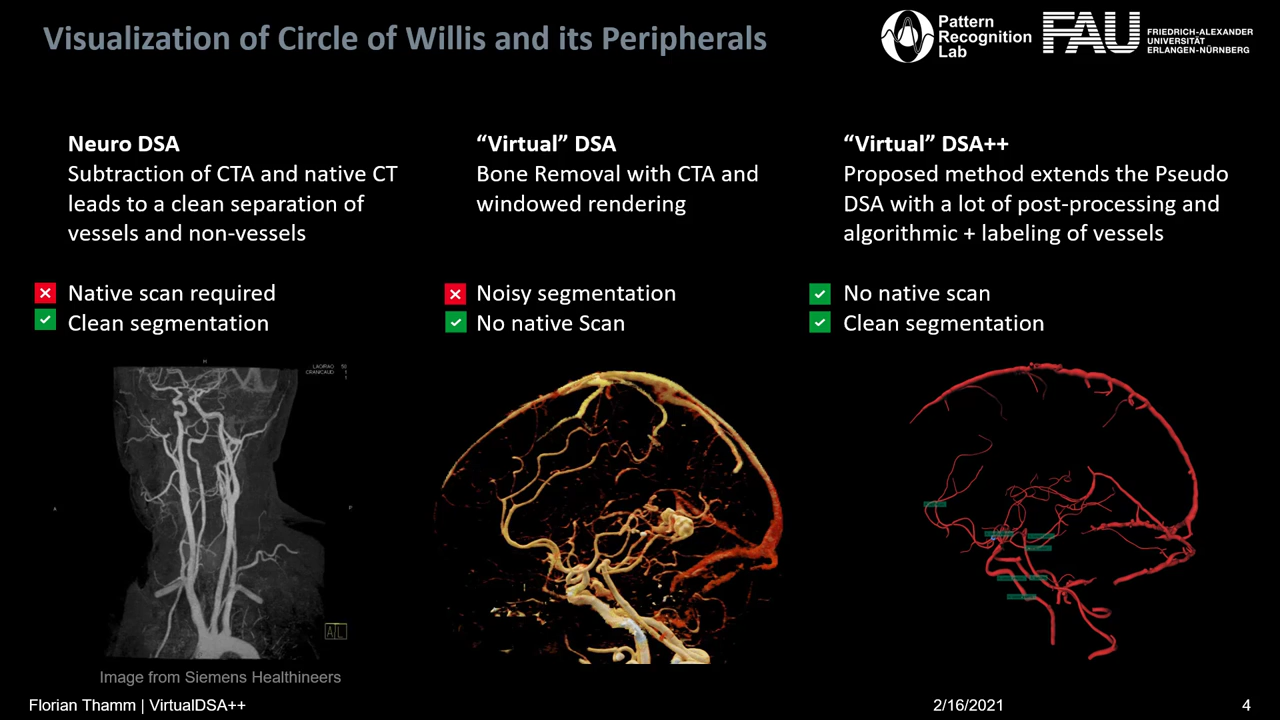 Visualization of Circle of Willis and its Peripherals
Pattern
Recognition
Lab
FAU
FRIEDRICH-ALEXANDER
UNIVERSITÄT
ERLANGEN-NÜRNBERG
Neuro DSA
Subtraction of CTA and native CT
leads to a clean separation of
vessels and non-vessels
Native scan required
Clean segmentation
“Virtual” DSA
Bone Removal with CTA and
windowed rendering
Noisy segmentation
No native Scan
“Virtual” DSA++
Proposed method extends the Pseudo
DSA with a lot of post-processing and
algorithmic + labeling of vessels
No native scan
Clean segmentation
H
A
P
A|L
Image from Siemens Healthineers
Florian Thamm | VirtualDSA++
2/16/2021
4